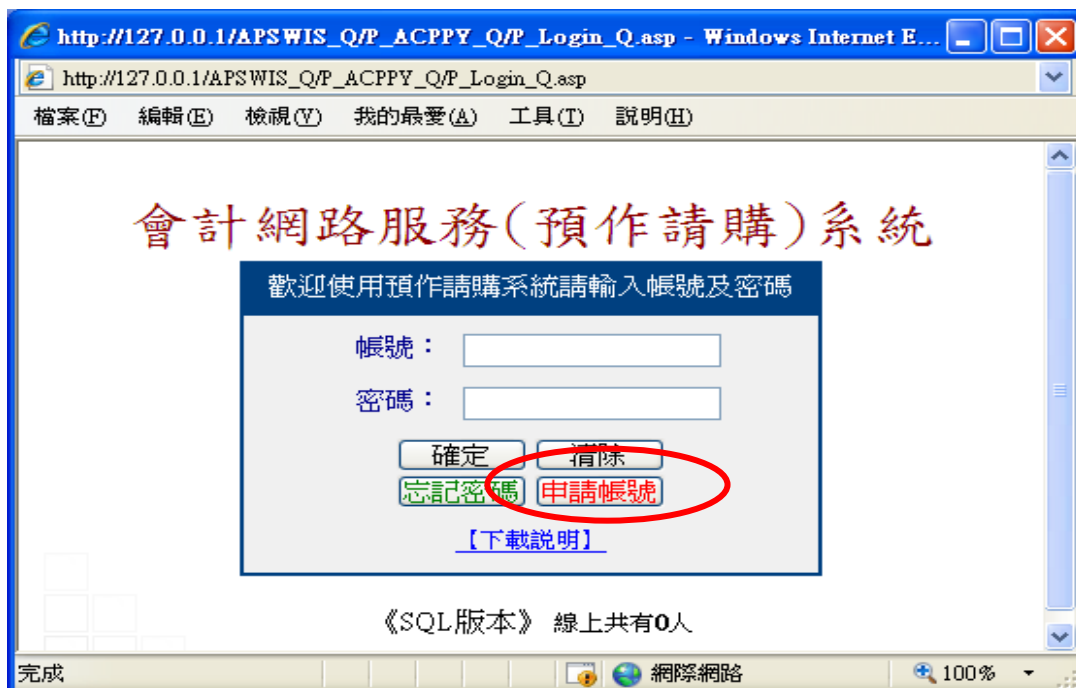 http://127.0.0.1/APSWIS_Q/P_ACPPY_Q/P_Login_Q.asp - Windows Internet E...
http://127.0.0.1/APSWIS_Q/P_ACPPY_Q/P_Login_Q.asp
檔案(F) 編輯(E) 檢視(V) 我的最愛(A) 工具(T) 說明(H)
會計網路服務(預作請購)系統
歡迎使用預作請購系統請輸入帳號及密碼
帳號：
密碼：
確定 清除
忘記密碼 申請帳號
【下載說明】
《SQL版本》 線上共有0人
完成 網際網路 100%